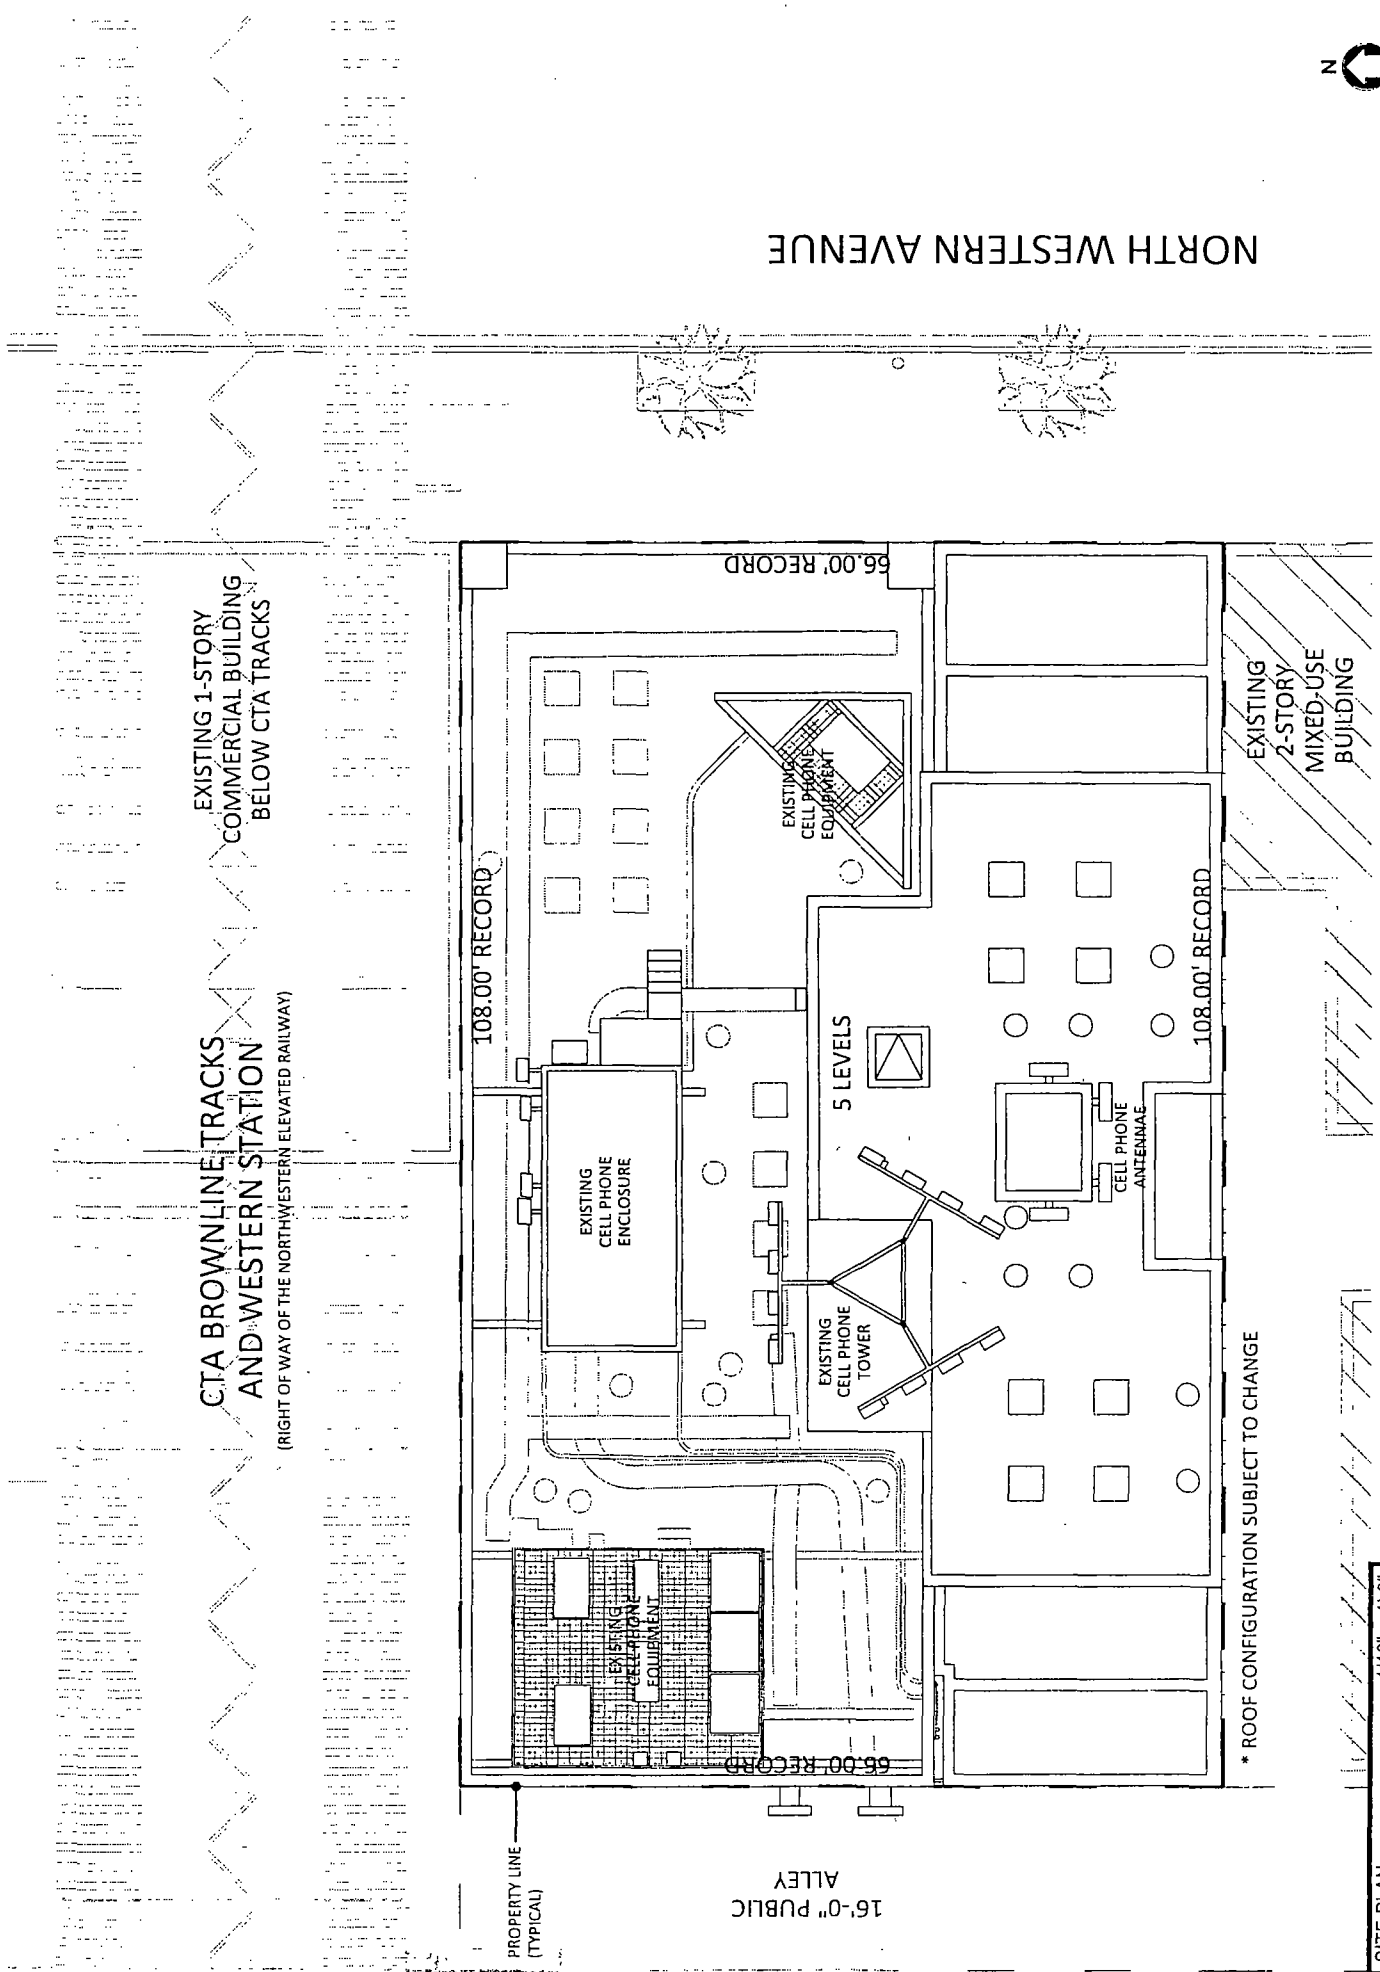 N
NORTH WESTERN AVENUE
EXISTING 1-STORY
COMMERCIAL BUILDING
BELOW CTA TRACKS
CTA BROWNLINE TRACKS
AND WESTERN STATION
(RIGHT OF WAY OF THE NORTHWESTERN ELEVATED RAILWAY)
108.00' RECORD
66.00' RECORD
EXISTING
CELL PHONE
EQUIPMENT
EXISTING
2-STORY
MIXED-USE
BUILDING
5 LEVELS
108.00' RECORD
EXISTING
CELL PHONE
ENCLOSURE
CELL PHONE
ANTENNAE
EXISTING
CELL PHONE
TOWER
EXISTING
CELL PHONE
EQUIPMENT
66.00' RECORD
* ROOF CONFIGURATION SUBJECT TO CHANGE
PROPERTY LINE
(TYPICAL)
16'-0" PUBLIC
ALLEY
SITE PLAN